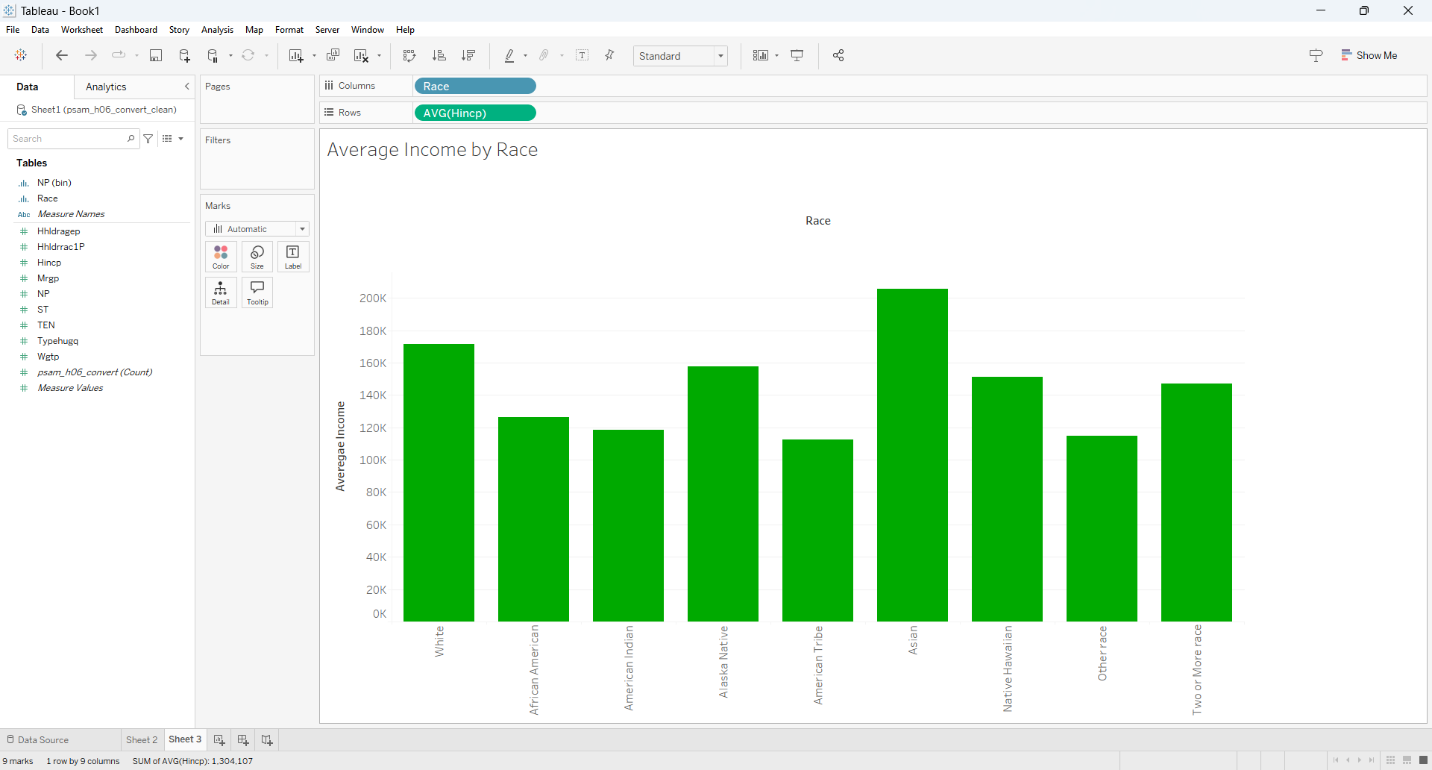 Tableau - Book1
File Data Worksheet Dashboard Story Analysis Map Format Server Window Help
Standard
Show Me
Data Analytics
Sheet1 (psam_h06_convert_clean)
Search
Tables
NP (bin)
Race
Abc Measure Names
Hhldragep
Hhldrrac1P
Hincp
Mrgp
NP
ST
TEN
Typehugq
Wgtp
psam_h06_convert (Count)
Measure Values
Pages
Filters
Marks
Automatic
Color Size Label
Detail Tooltip
Columns Race
Rows AVG(Hincp)
Average Income by Race
Race
Averegae Income
200K
180K
160K
140K
120K
100K
80K
60K
40K
20K
0K
White
African American
American Indian
Alaska Native
American Tribe
Asian
Native Hawaiian
Other race
Two or More race
Data Source Sheet 2 Sheet 3
9 marks 1 row by 9 columns SUM of AVG(Hincp): 1,304,107